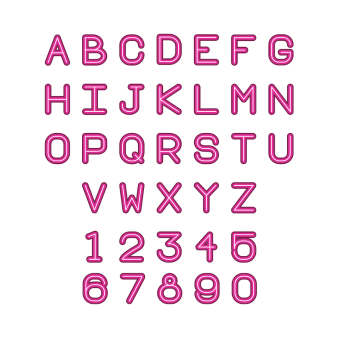 ABCDEFG
HIJKLMN
OPQRSTU
VWXYZ
12345
67890